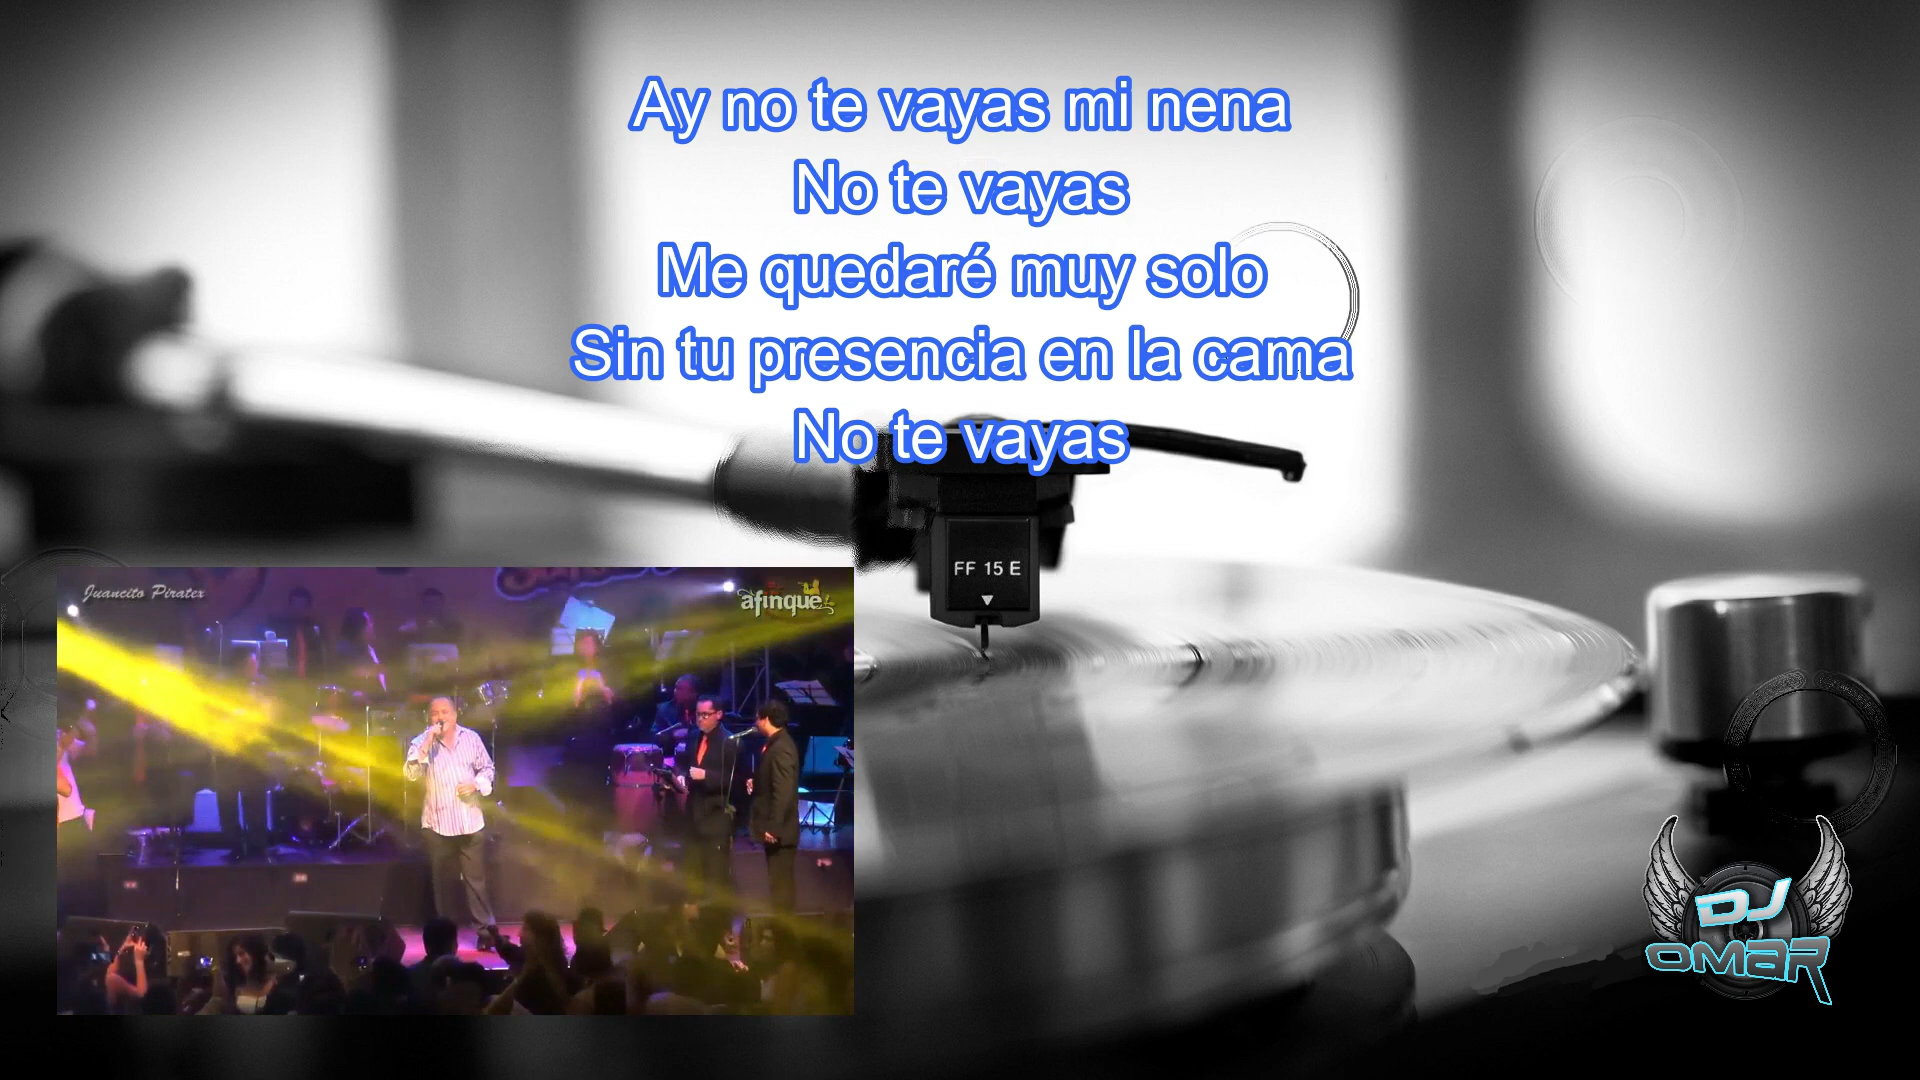 Ay no te vayas mi nena
No te vayas
Me quedaré muy solo
Sin tu presencia en la cama
No te vayas
FF 15 E
Juancito Piratex
afinque
DJ
OMAR